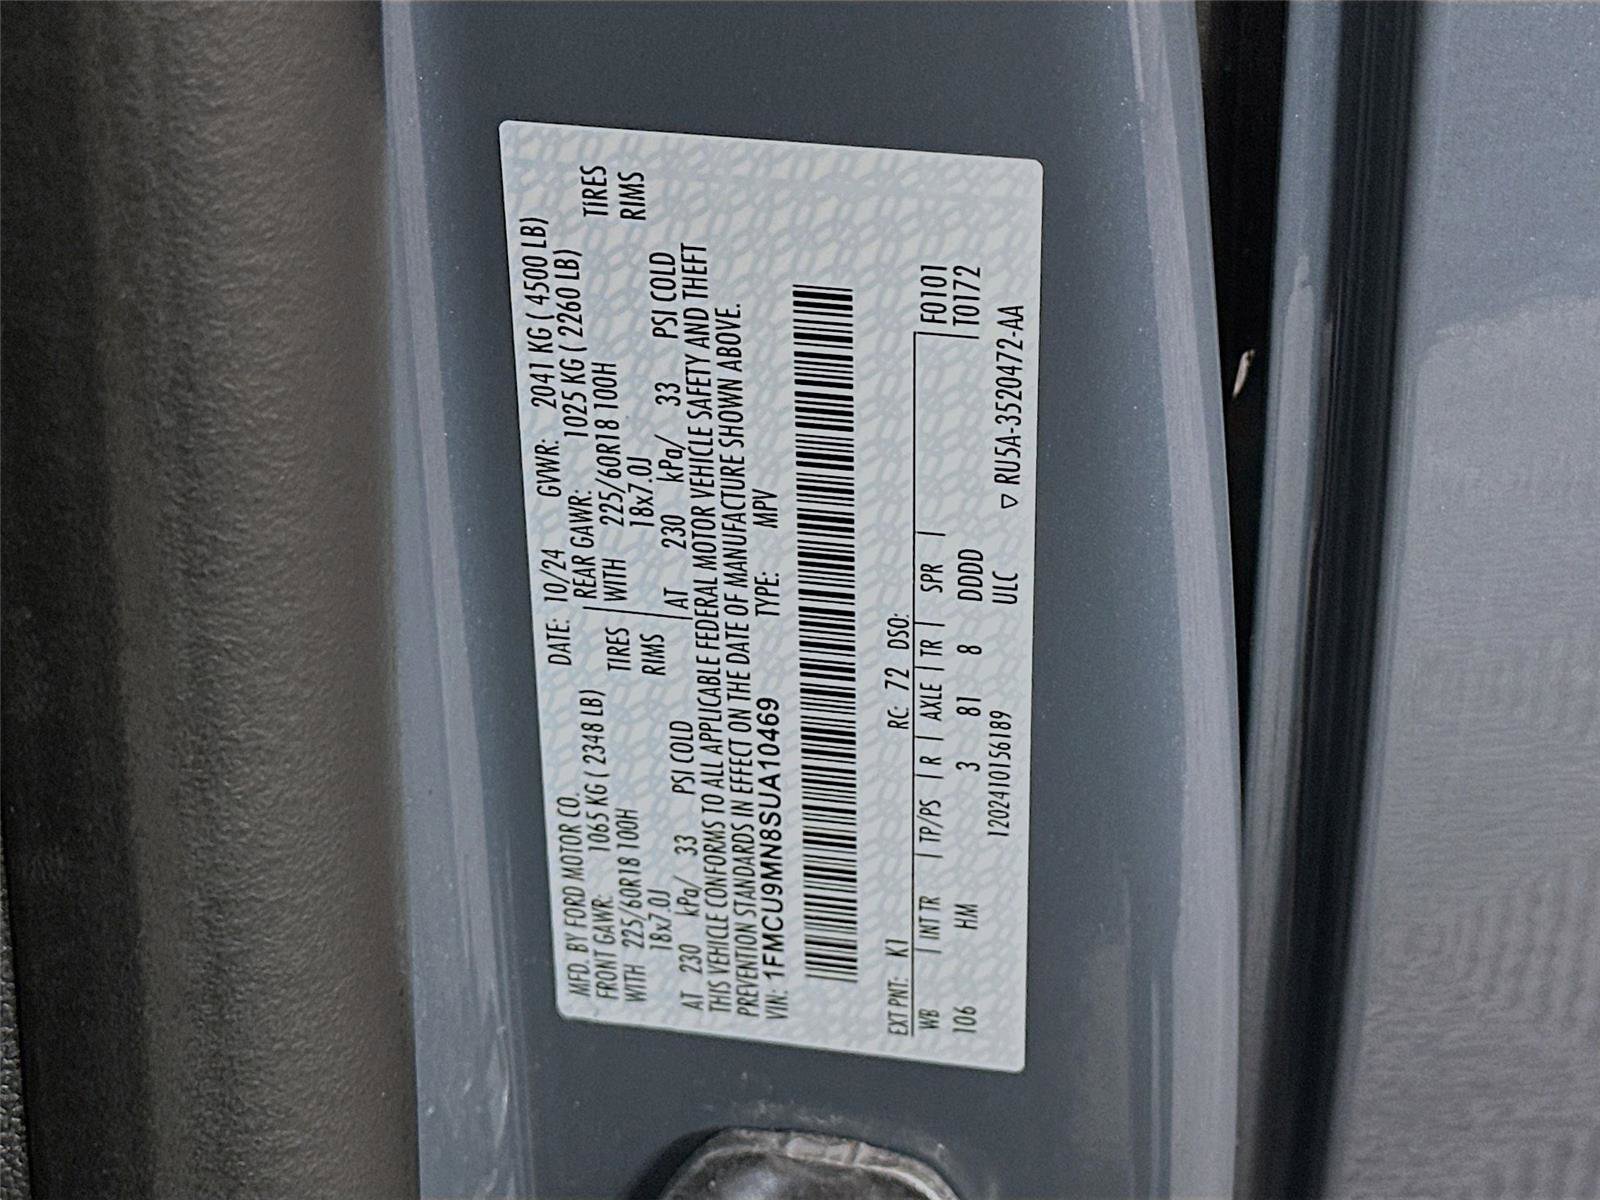 MFD. BY FORD MOTOR CO. DATE: 10/24 GVWR: 2041 KG ( 4500 LB)
FRONT GAWR: 1065 KG ( 2348 LB) REAR GAWR: 1025 KG ( 2260 LB)
WITH 225/60R18 100H TIRES WITH 225/60R18 100H TIRES
18x7.0J RIMS 18x7.0J RIMS
AT 230 kPa/ 33 PSI COLD AT 230 kPa/ 33 PSI COLD
THIS VEHICLE CONFORMS TO ALL APPLICABLE FEDERAL MOTOR VEHICLE SAFETY AND THEFT
PREVENTION STANDARDS IN EFFECT ON THE DATE OF MANUFACTURE SHOWN ABOVE.
VIN: 1FMCU9MN8SUA10469 TYPE: MPV
EXT PNT: K1 RC: 72 DSO: F0101
WB | INT TR | TP/PS | R | AXLE | TR | SPR | T0172
106 HM 3 81 8 DDDD
1202410156189 ULC ▽ RU5A-3520472-AA